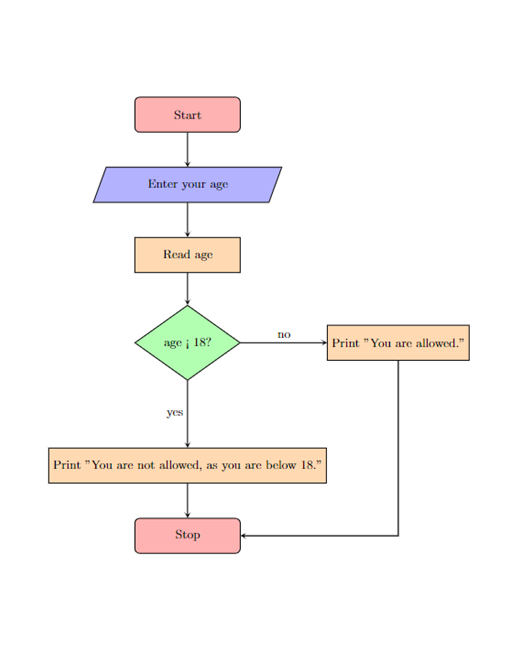 Start
Enter your age
Read age
age ¡ 18?
no
Print ”You are allowed.”
yes
Print ”You are not allowed, as you are below 18.”
Stop